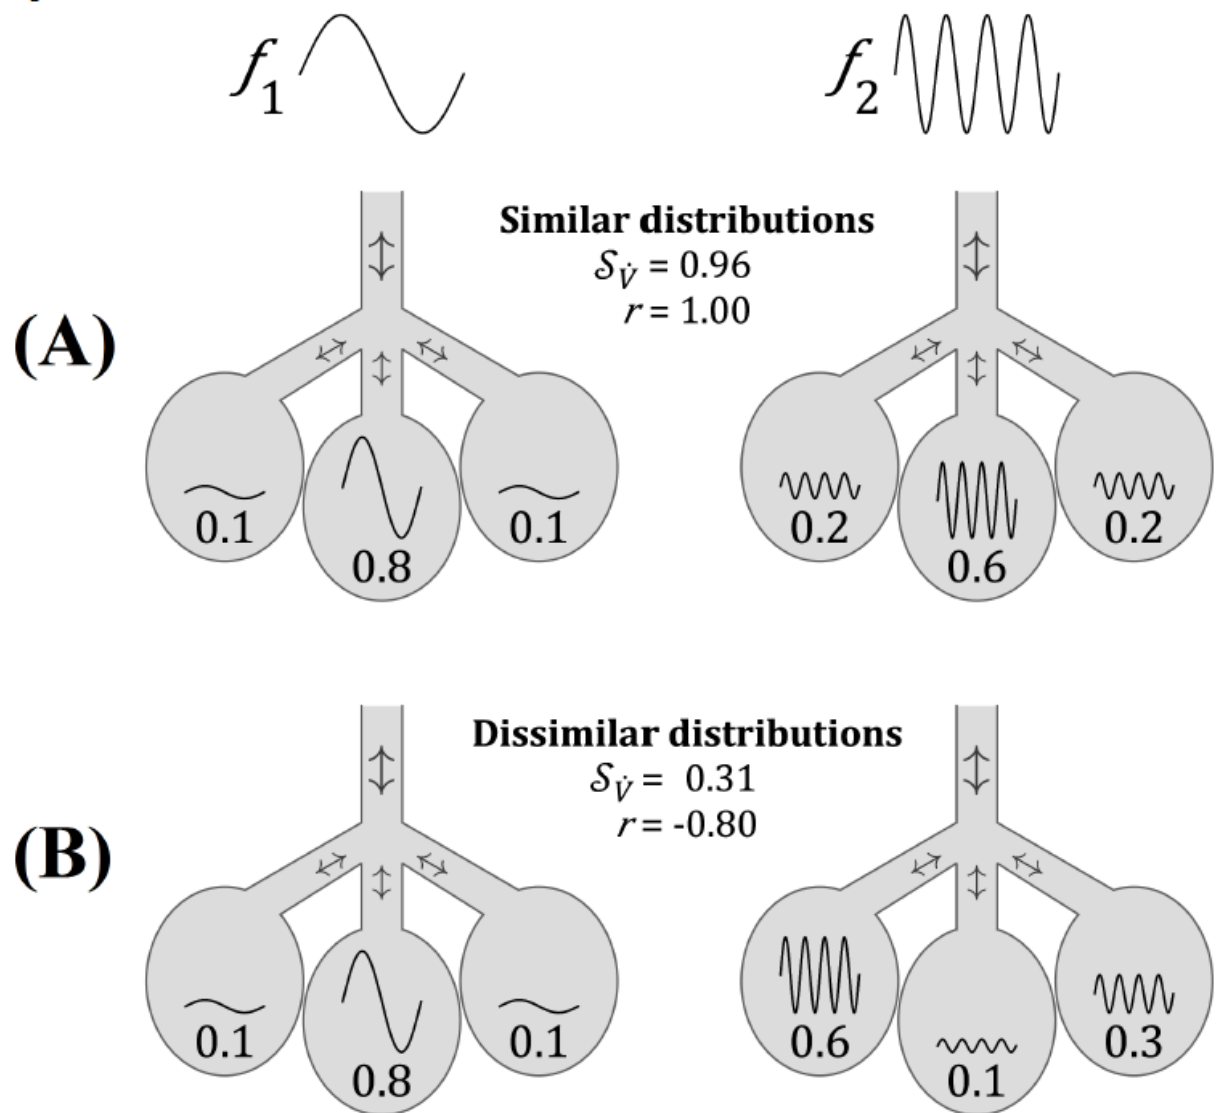 f₁ f₂
(A)
Similar distributions
𝒮_V̇ = 0.96
r = 1.00
0.1 0.8 0.1
0.2 0.6 0.2
(B)
Dissimilar distributions
𝒮_V̇ = 0.31
r = -0.80
0.1 0.8 0.1
0.6 0.1 0.3